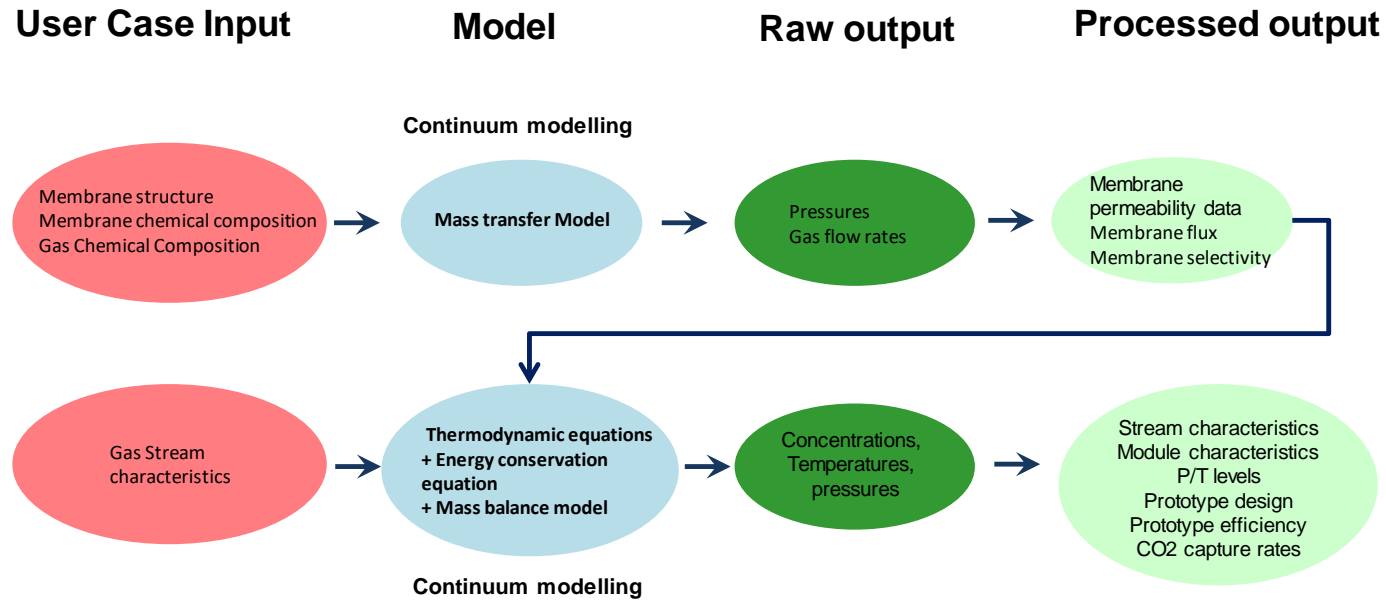 User Case Input
Model
Raw output
Processed output
Continuum modelling
Membrane structure
Membrane chemical composition
Gas Chemical Composition
Mass transfer Model
Pressures
Gas flow rates
Membrane
permeability data
Membrane flux
Membrane selectivity
Gas Stream
characteristics
Thermodynamic equations
+ Energy conservation
equation
+ Mass balance model
Concentrations,
Temperatures,
pressures
Stream characteristics
Module characteristics
P/T levels
Prototype design
Prototype efficiency
CO2 capture rates
Continuum modelling